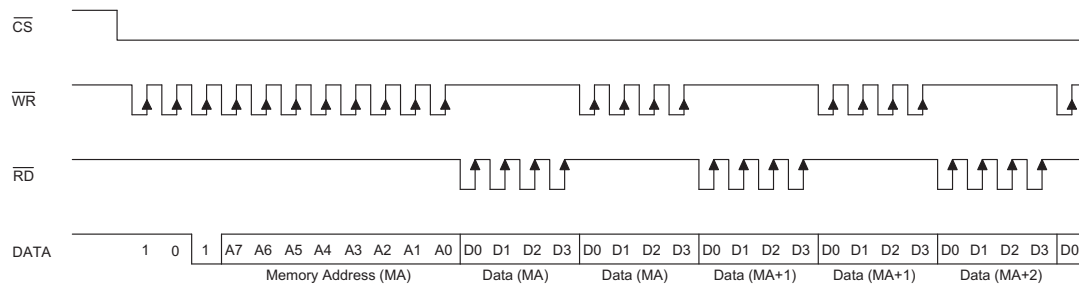 CS
WR
RD
DATA 1 0 1 A7 A6 A5 A4 A3 A2 A1 A0 D0 D1 D2 D3 D0 D1 D2 D3 D0 D1 D2 D3 D0 D1 D2 D3 D0 D1 D2 D3 D0
Memory Address (MA) Data (MA) Data (MA) Data (MA+1) Data (MA+1) Data (MA+2)